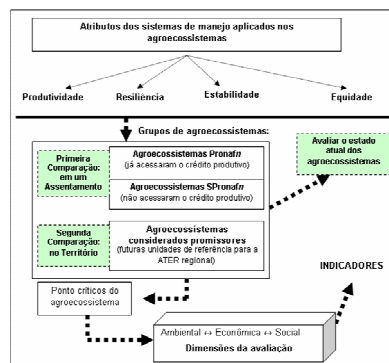 Atributos dos sistemas de manejo aplicados nos
agroecossistemas
Produtividade
Resiliência
Estabilidade
Equidade
Grupos de agroecossistemas:
Primeira
Comparação:
em um
Assentamento
Agroecossistemas Pronafn
(já acessaram o crédito produtivo)
Agroecossistemas SPronafn
(não acessaram o crédito produtivo)
Avaliar o estado
atual dos
agroecossistemas
Segunda
Comparação:
no Território
Agroecossistemas
considerados promissores
(futuras unidades de referência para a
ATER regional)
Ponto críticos do
agroecossistema
INDICADORES
Ambiental ↔ Econômica ↔ Social
Dimensões da avaliação